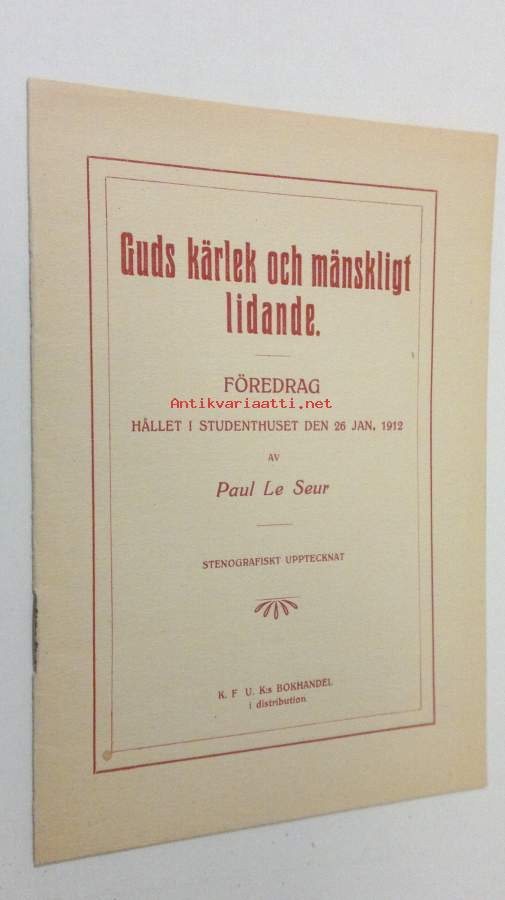 Guds kärlek och mänskligt
lidande.
FÖREDRAG
Antikvariaatti.net
HÅLLET I STUDENTHUSET DEN 26 JAN. 1912
AV
Paul Le Seur
STENOGRAFISKT UPPTECKNAT
K. F U. K:s BOKHANDEL
i distribution